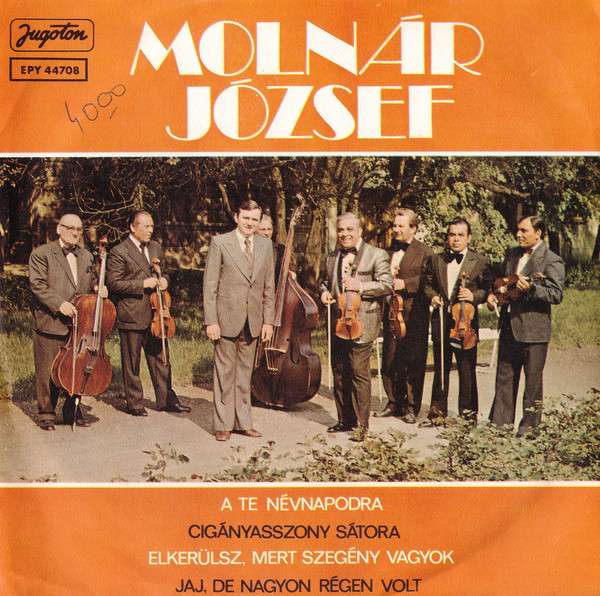 Jugoton
EPY 44708
MOLNÁR
JÓZSEF
4000
A TE NÉVNAPODRA
CIGÁNYASSZONY SÁTORA
ELKERÜLSZ, MERT SZEGÉNY VAGYOK
JAJ, DE NAGYON RÉGEN VOLT